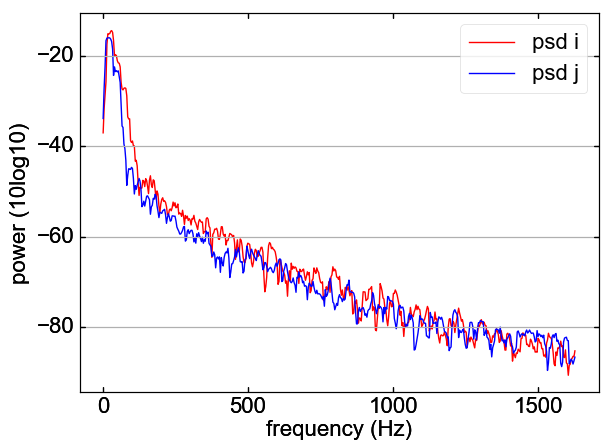 psd i
psd j
−20
−40
−60
−80
power (10log10)
0 500 1000 1500
frequency (Hz)